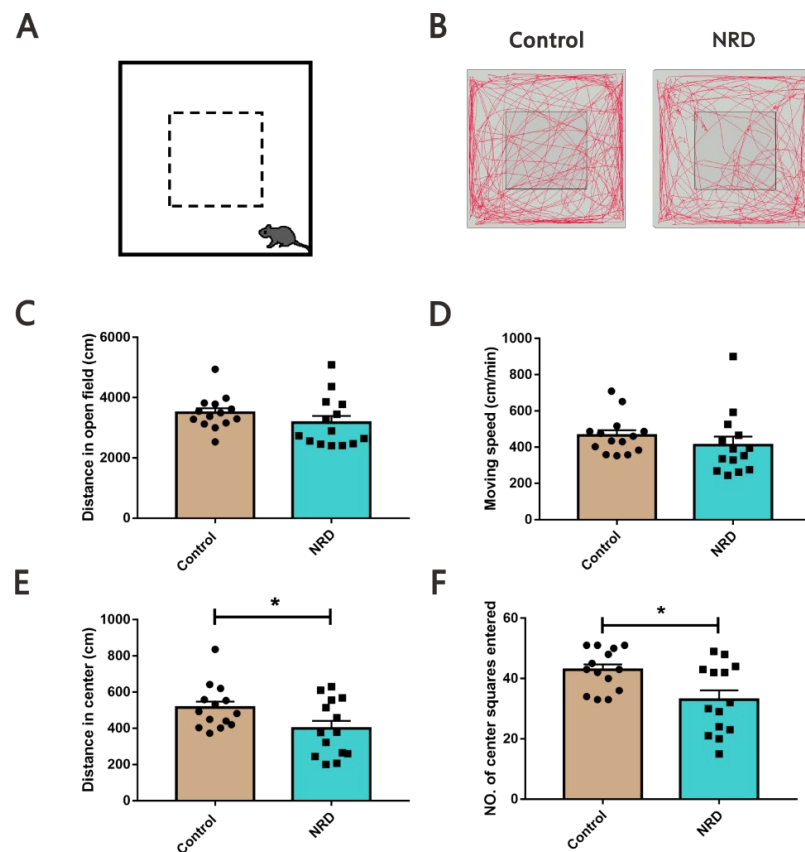 A
B
Control
NRD
C
Distance in open field (cm)
6000
4000
2000
0
Control
NRD
D
Moving speed (cm/min)
1000
800
600
400
200
0
Control
NRD
E
Distance in center (cm)
1000
800
600
400
200
0
*
Control
NRD
F
NO. of center squares entered
60
40
20
0
*
Control
NRD